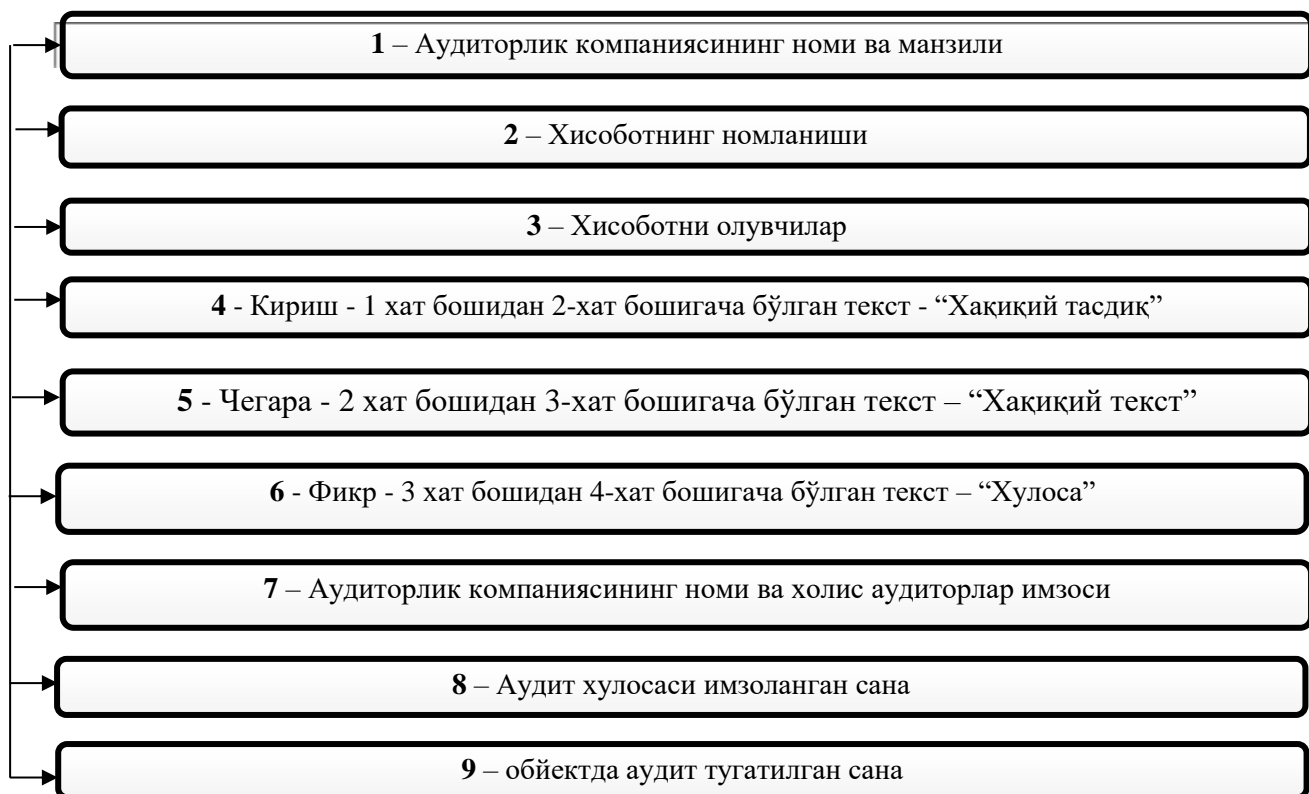 1 – Аудиторлик компаниясининг номи ва манзили
2 – Хисоботнинг номланиши
3 – Хисоботни олувчилар
4 - Кириш - 1 хат бошидан 2-хат бошигача бўлган текст - “Хақиқий тасдиқ”
5 - Чегара - 2 хат бошидан 3-хат бошигача бўлган текст – “Хақиқий текст”
6 - Фикр - 3 хат бошидан 4-хат бошигача бўлган текст – “Хулоса”
7 – Аудиторлик компаниясининг номи ва холис аудиторлар имзоси
8 – Аудит хулосаси имзоланган сана
9 – обйектда аудит тугатилган сана